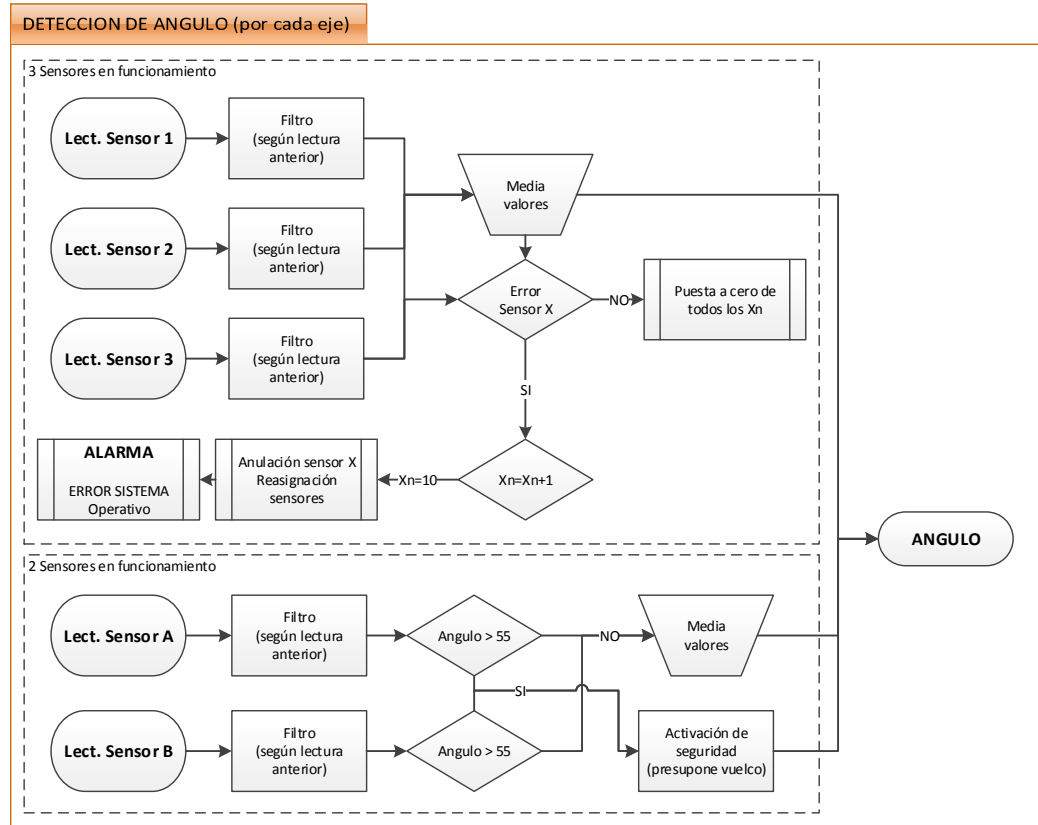 DETECCION DE ANGULO (por cada eje)
3 Sensores en funcionamiento
Lect. Sensor 1
Filtro
(según lectura
anterior)
Media
valores
Lect. Sensor 2
Filtro
(según lectura
anterior)
Error
Sensor X
NO
Puesta a cero de
todos los Xn
Lect. Sensor 3
Filtro
(según lectura
anterior)
SI
ALARMA
ERROR SISTEMA
Operativo
Anulación sensor X
Reasignación
sensores
Xn=10
Xn=Xn+1
ANGULO
2 Sensores en funcionamiento
Lect. Sensor A
Filtro
(según lectura
anterior)
Angulo > 55
NO
Media
valores
SI
Lect. Sensor B
Filtro
(según lectura
anterior)
Angulo > 55
Activación de
seguridad
(presupone vuelco)